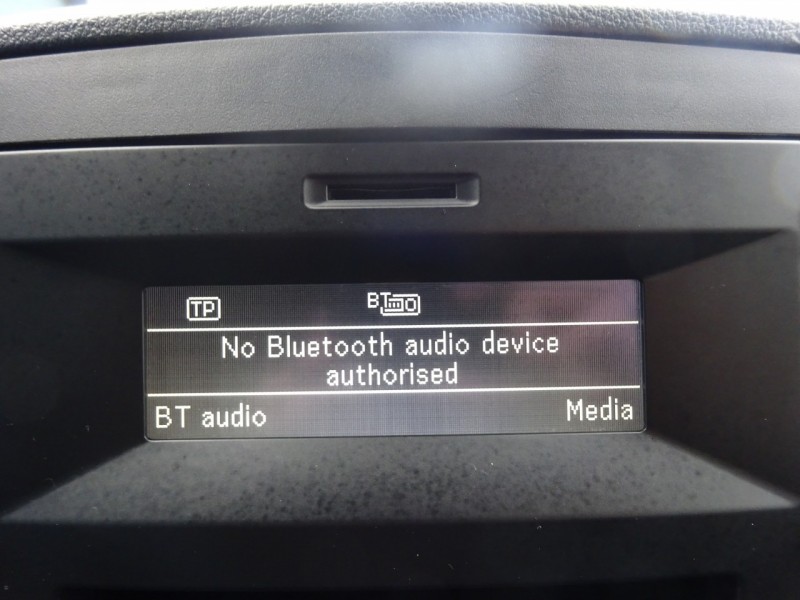 TP BT
No Bluetooth audio device
authorised
BT audio Media